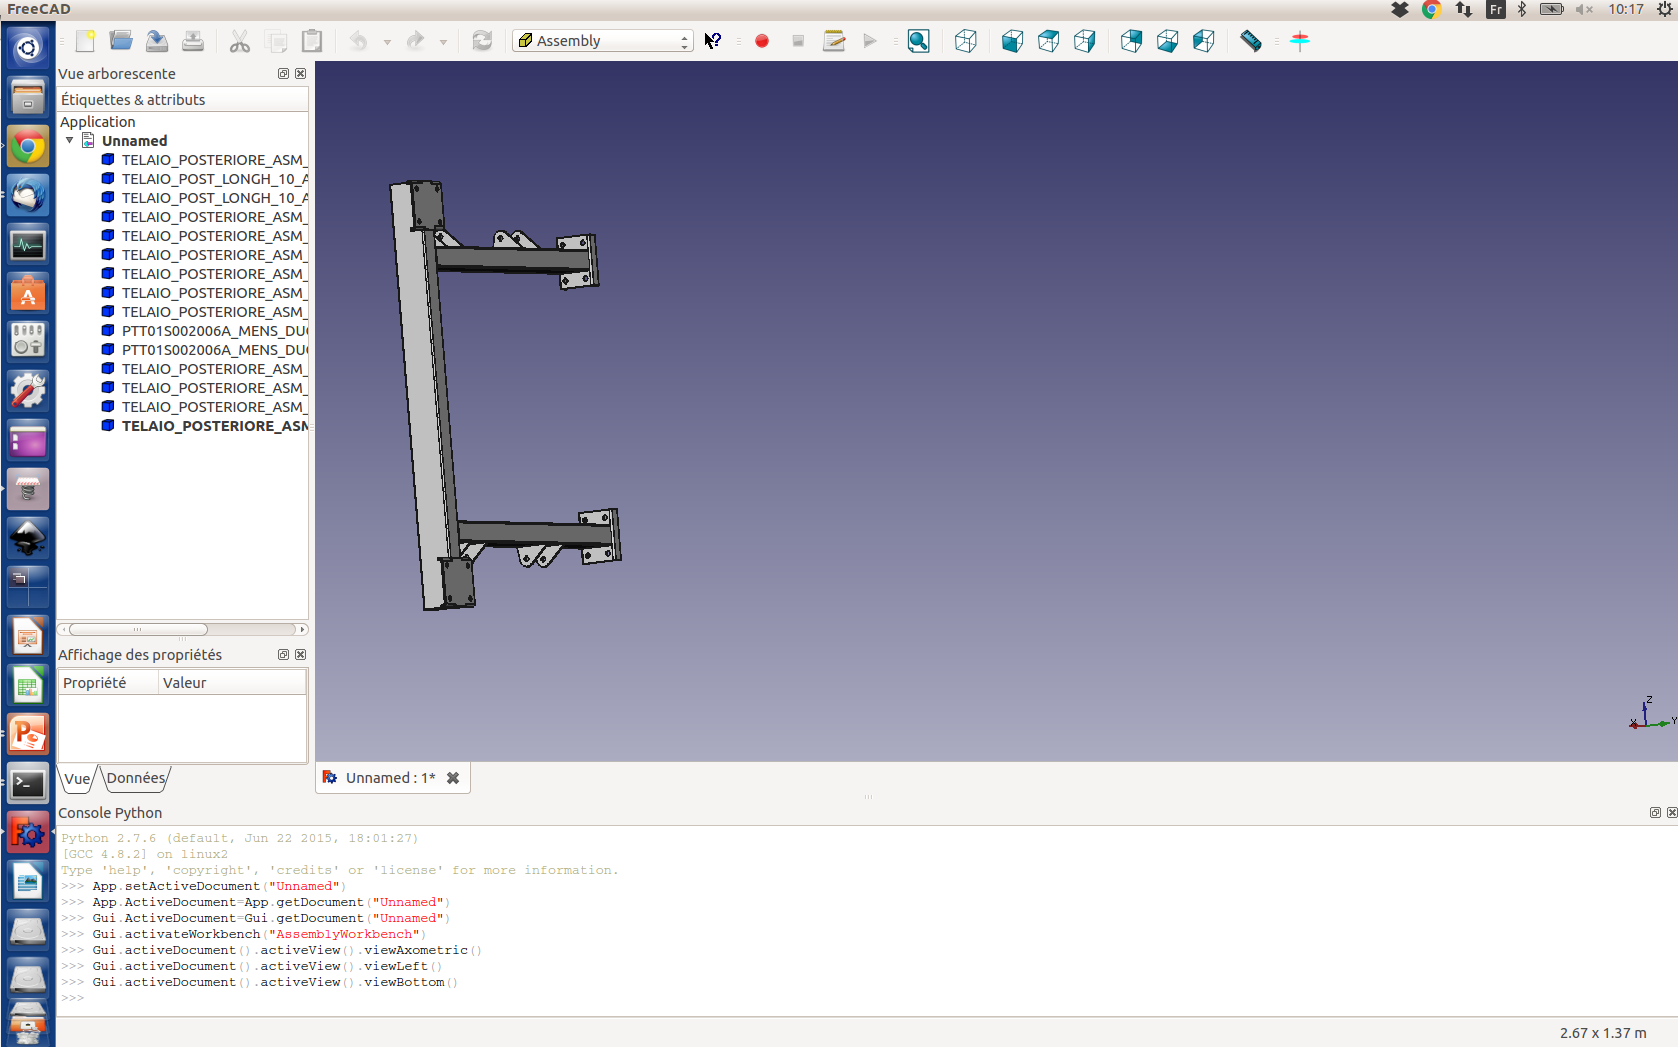 FreeCAD
Fr
10:17
Assembly
Vue arborescente
Étiquettes & attributs
Application
Unnamed
TELAIO_POSTERIORE_ASM_
TELAIO_POST_LONGH_10_A
TELAIO_POST_LONGH_10_A
TELAIO_POSTERIORE_ASM_
TELAIO_POSTERIORE_ASM_
TELAIO_POSTERIORE_ASM_
TELAIO_POSTERIORE_ASM_
TELAIO_POSTERIORE_ASM_
TELAIO_POSTERIORE_ASM_
PTT01S002006A_MENS_DU
PTT01S002006A_MENS_DU
TELAIO_POSTERIORE_ASM_
TELAIO_POSTERIORE_ASM_
TELAIO_POSTERIORE_ASM_
TELAIO_POSTERIORE_ASM
Affichage des propriétés
Propriété Valeur
Vue Données
Z
X Y
Unnamed : 1*
Console Python
Python 2.7.6 (default, Jun 22 2015, 18:01:27)
[GCC 4.8.2] on linux2
Type 'help', 'copyright', 'credits' or 'license' for more information.
>>> App.setActiveDocument("Unnamed")
>>> App.ActiveDocument=App.getDocument("Unnamed")
>>> Gui.ActiveDocument=Gui.getDocument("Unnamed")
>>> Gui.activateWorkbench("AssemblyWorkbench")
>>> Gui.activeDocument().activeView().viewAxometric()
>>> Gui.activeDocument().activeView().viewLeft()
>>> Gui.activeDocument().activeView().viewBottom()
>>>
2.67 x 1.37 m